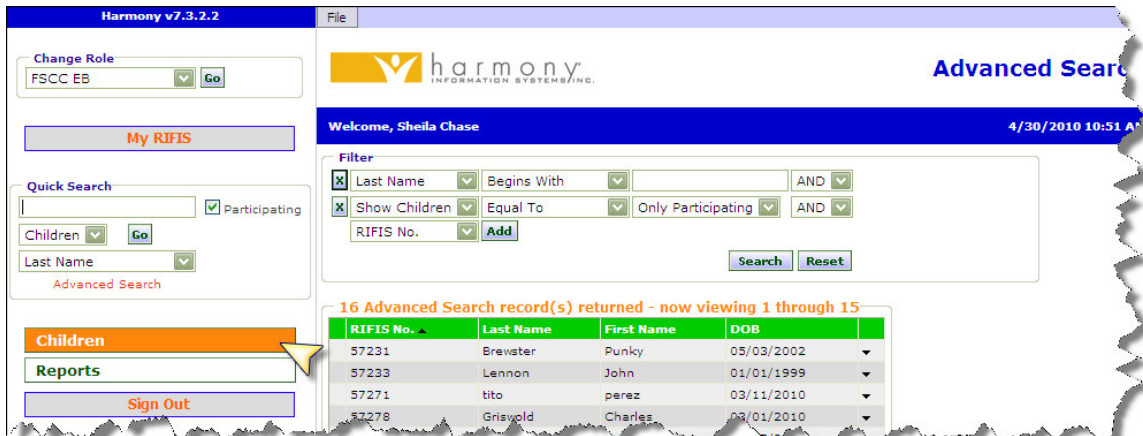 Harmony v7.3.2.2
File
Change Role
FSCC EB
Go
harmony
INFORMATION SYSTEMS, INC.
Advanced Searc
My RIFIS
Welcome, Sheila Chase
4/30/2010 10:51 AM
Quick Search
Participating
Children
Go
Last Name
Advanced Search
Filter
X Last Name Begins With AND
X Show Children Equal To Only Participating AND
RIFIS No. Add
Search Reset
16 Advanced Search record(s) returned - now viewing 1 through 15
RIFIS No. Last Name First Name DOB
57231 Brewster Punky 05/03/2002
57233 Lennon John 01/01/1999
57271 tito perez 03/11/2010
57278 Griswold Charles 03/01/2010
Children
Reports
Sign Out